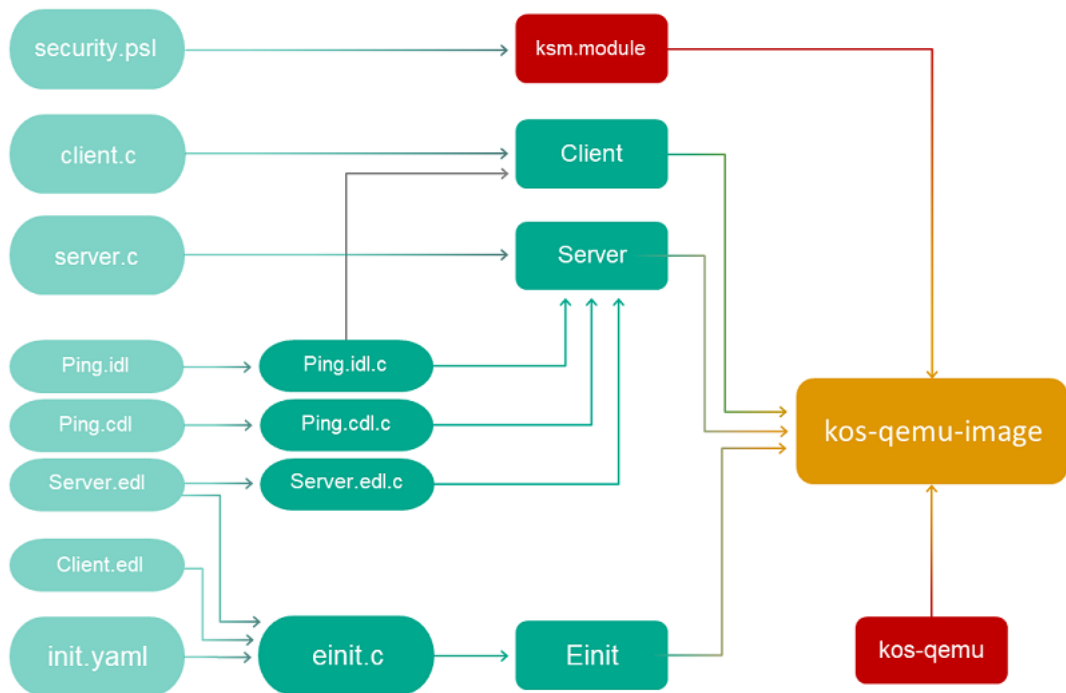 security.psl
ksm.module
client.c
Client
server.c
Server
Ping.idl
Ping.idl.c
Ping.cdl
Ping.cdl.c
kos-qemu-image
Server.edl
Server.edl.c
Client.edl
init.yaml
einit.c
Einit
kos-qemu